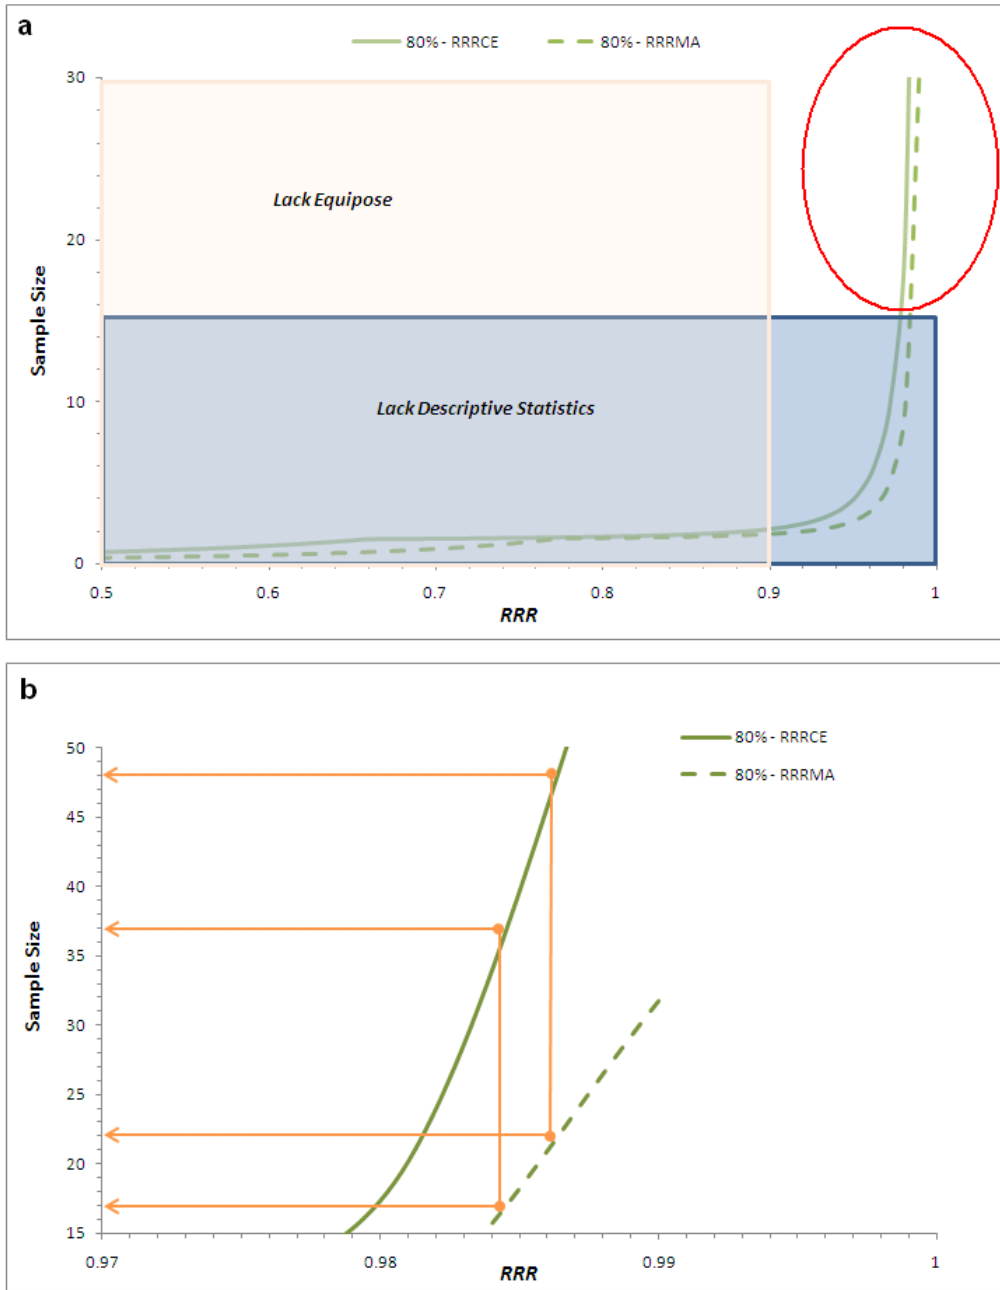 a
80% - RRRCE
80% - RRRMA
30
Lack Equipose
20
Sample Size
10
Lack Descriptive Statistics
0
0.5
0.6
0.7
0.8
0.9
1
RRR
b
80% - RRRCE
80% - RRRMA
50
45
40
35
Sample Size
30
25
20
15
0.97
0.98
0.99
1
RRR